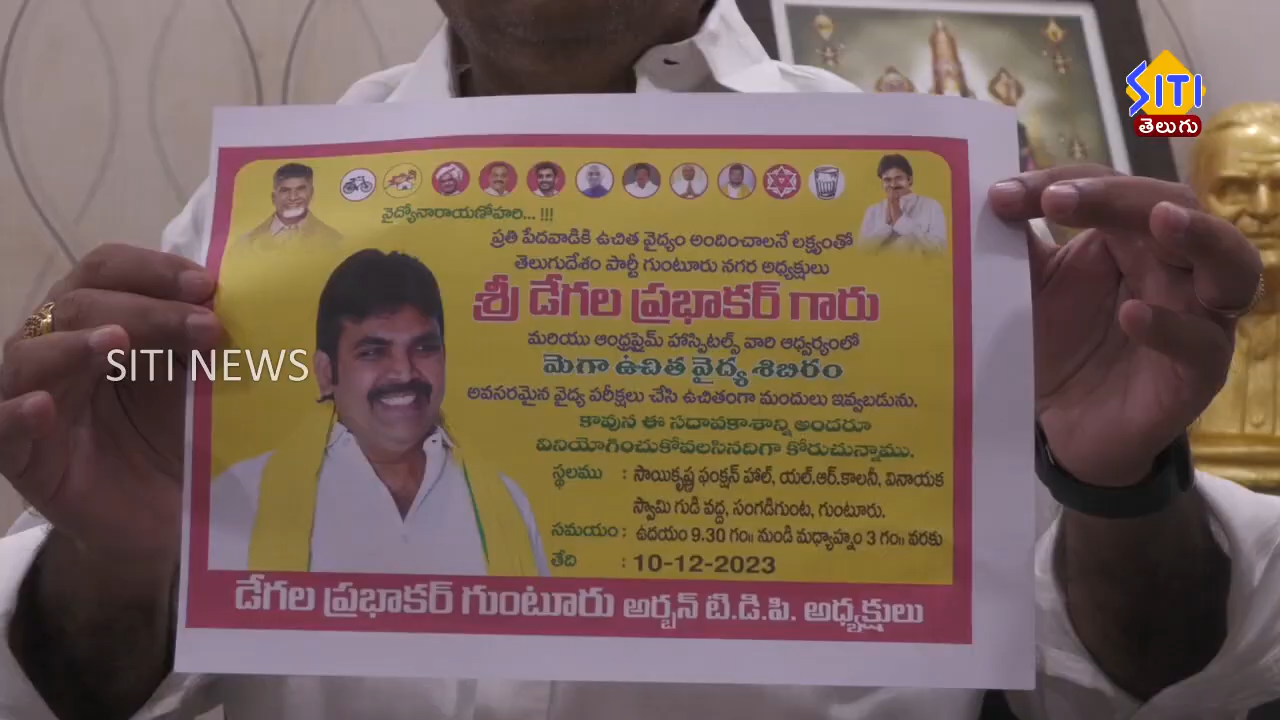 SITI
తెలుగు
వైద్యోనారాయణోహరి... !!!
ప్రతి పేదవాడికి ఉచిత వైద్యం అందించాలనే లక్ష్యంతో
తెలుగుదేశం పార్టీ గుంటూరు నగర అధ్యక్షులు
శ్రీ డేగల ప్రభాకర్ గారు
మరియు ఆంధ్రప్రైమ్ హాస్పిటల్స్ వారి ఆధ్వర్యంలో
మెగా ఉచిత వైద్య శిబిరం
అవసరమైన వైద్య పరీక్షలు చేసి ఉచితంగా మందులు ఇవ్వబడును.
కావున ఈ సదావకాశాన్ని అందరూ
వినియోగించుకోవలసినదిగా కోరుచున్నాము.
స్థలము : సాయికృష్ణ ఫంక్షన్ హాల్, యల్.ఆర్.కాలనీ, వినాయక
స్వామి గుడి వద్ద, సంగడిగుంట, గుంటూరు.
సమయం : ఉదయం 9.30 గం॥ నుండి మధ్యాహ్నం 3 గం॥ వరకు
తేది : 10-12-2023
డేగల ప్రభాకర్ గుంటూరు అర్బన్ టి.డి.పి. అధ్యక్షులు
SITI NEWS